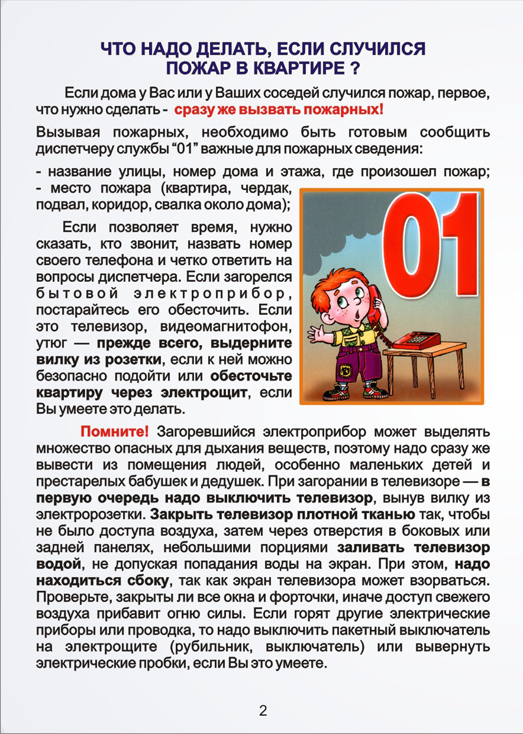 ЧТО НАДО ДЕЛАТЬ, ЕСЛИ СЛУЧИЛСЯ
ПОЖАР В КВАРТИРЕ ?
Если дома у Вас или у Ваших соседей случился пожар, первое,
что нужно сделать - сразу же вызвать пожарных!
Вызывая пожарных, необходимо быть готовым сообщить
диспетчеру службы “01” важные для пожарных сведения:
- название улицы, номер дома и этажа, где произошел пожар;
- место пожара (квартира, чердак,
подвал, коридор, свалка около дома);
Если позволяет время, нужно
сказать, кто звонит, назвать номер
своего телефона и четко ответить на
вопросы диспетчера. Если загорелся
бытовой электроприбор,
постарайтесь его обесточить. Если
это телевизор, видеомагнитофон,
утюг — прежде всего, выдерните
вилку из розетки, если к ней можно
безопасно подойти или обесточьте
квартиру через электрощит, если
Вы умеете это делать.
01
Помните! Загоревшийся электроприбор может выделять
множество опасных для дыхания веществ, поэтому надо сразу же
вывести из помещения людей, особенно маленьких детей и
престарелых бабушек и дедушек. При загорании в телевизоре — в
первую очередь надо выключить телевизор, вынув вилку из
электророзетки. Закрыть телевизор плотной тканью так, чтобы
не было доступа воздуха, затем через отверстия в боковых или
задней панелях, небольшими порциями заливать телевизор
водой, не допуская попадания воды на экран. При этом, надо
находиться сбоку, так как экран телевизора может взорваться.
Проверьте, закрыты ли все окна и форточки, иначе доступ свежего
воздуха прибавит огню силы. Если горят другие электрические
приборы или проводка, то надо выключить пакетный выключатель
на электрощите (рубильник, выключатель) или вывернуть
электрические пробки, если Вы это умеете.
2